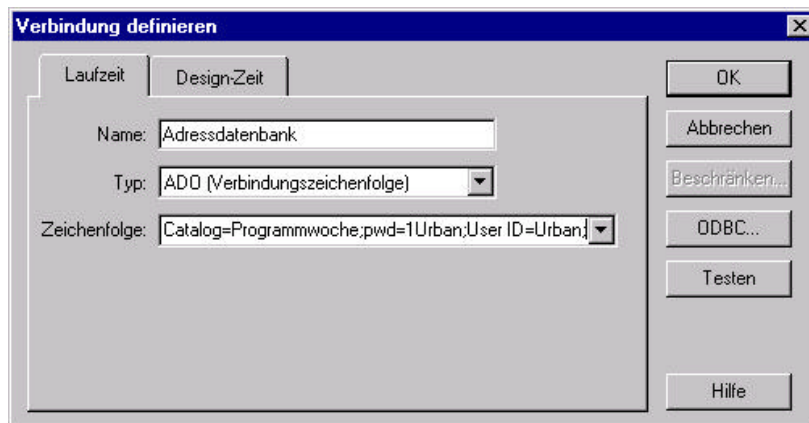 Verbindung definieren
Laufzeit
Design-Zeit
Name: Adressdatenbank
Typ: ADO (Verbindungszeichenfolge)
Zeichenfolge: Catalog=Programmwoche;pwd=1Urban;User ID=Urban;
OK
Abbrechen
Beschränken...
ODBC...
Testen
Hilfe